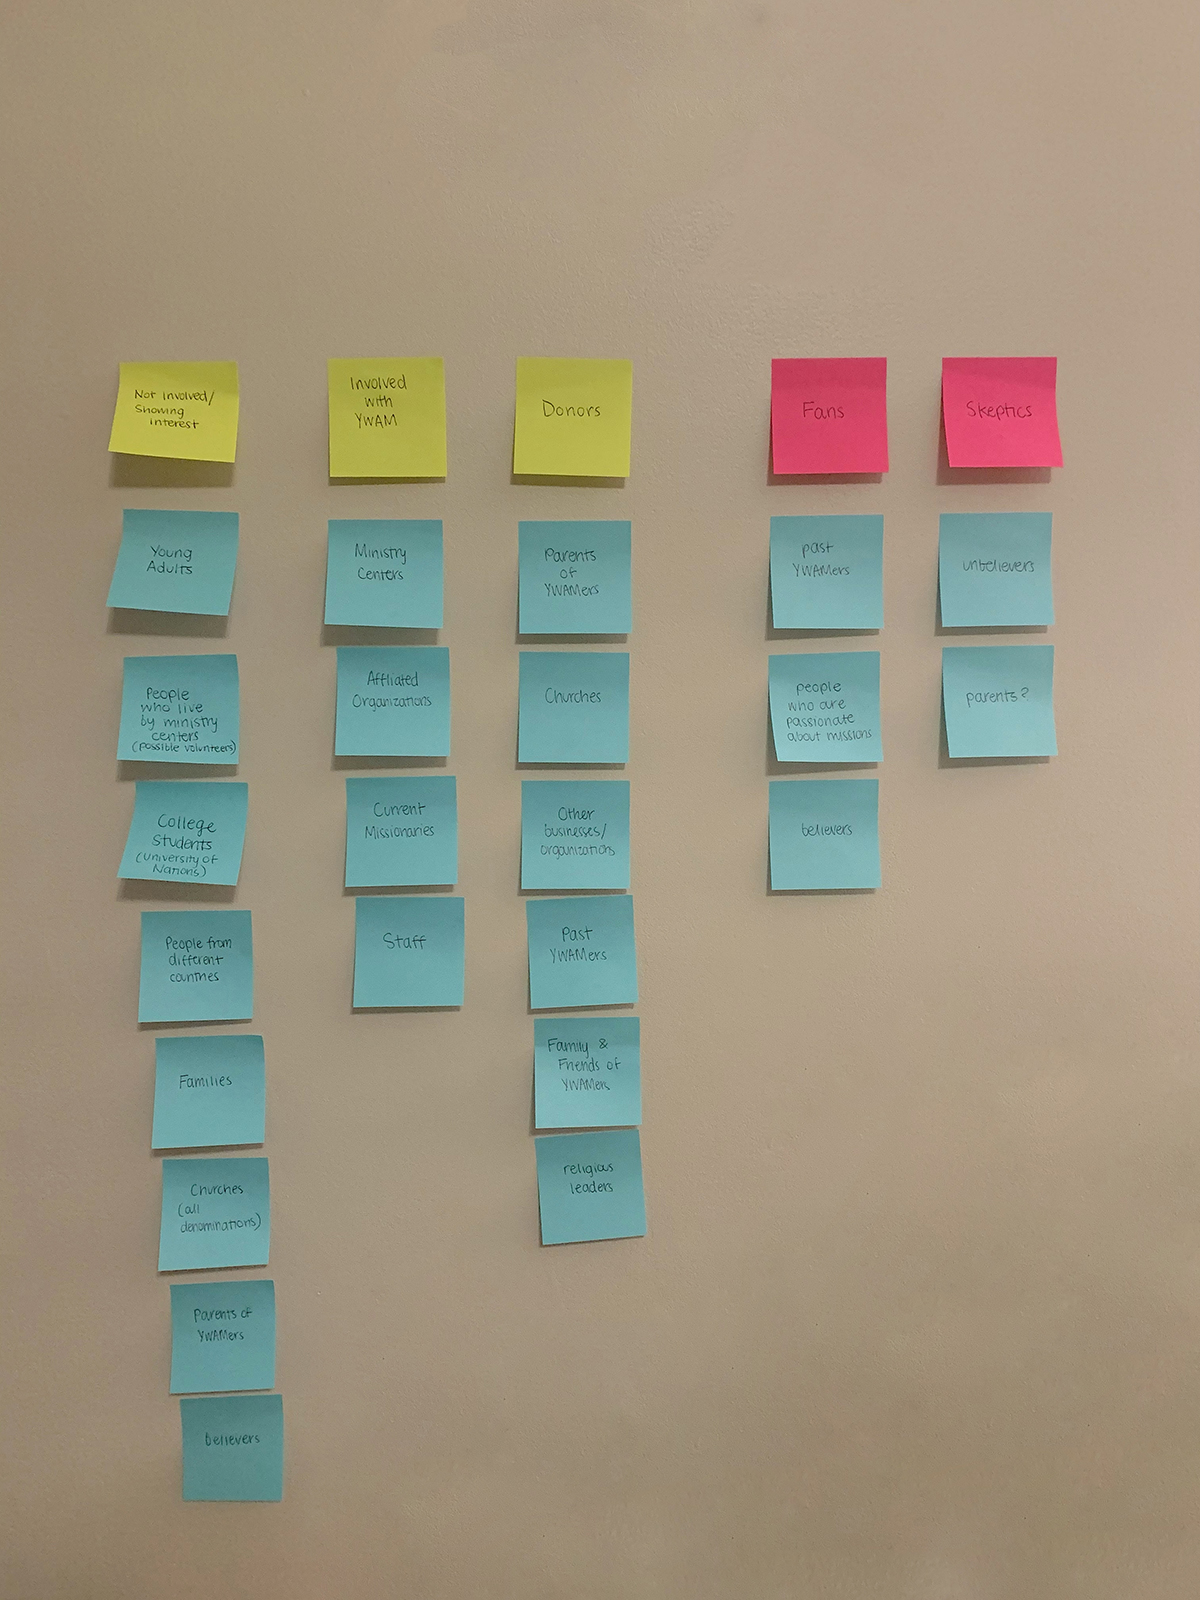 Not involved/
Showing
interest
Young
Adults
People
who live
by ministry
centers
(possible volunteers)
College
Students
(University of
Nations)
People from
different
countries
Families
Churches
(all
denominations)
Parents of
YWAMers
believers
Involved
with
YWAM
Ministry
Centers
Affliated
Organizations
Current
Missionaries
Staff
Donors
Parents
of
YWAMers
Churches
Other
businesses/
organizations
Past
YWAMers
Family &
Friends of
YWAMers
religious
leaders
Fans
past
YWAMers
people
who are
passionate
about missions
believers
Skeptics
unbelievers
parents?